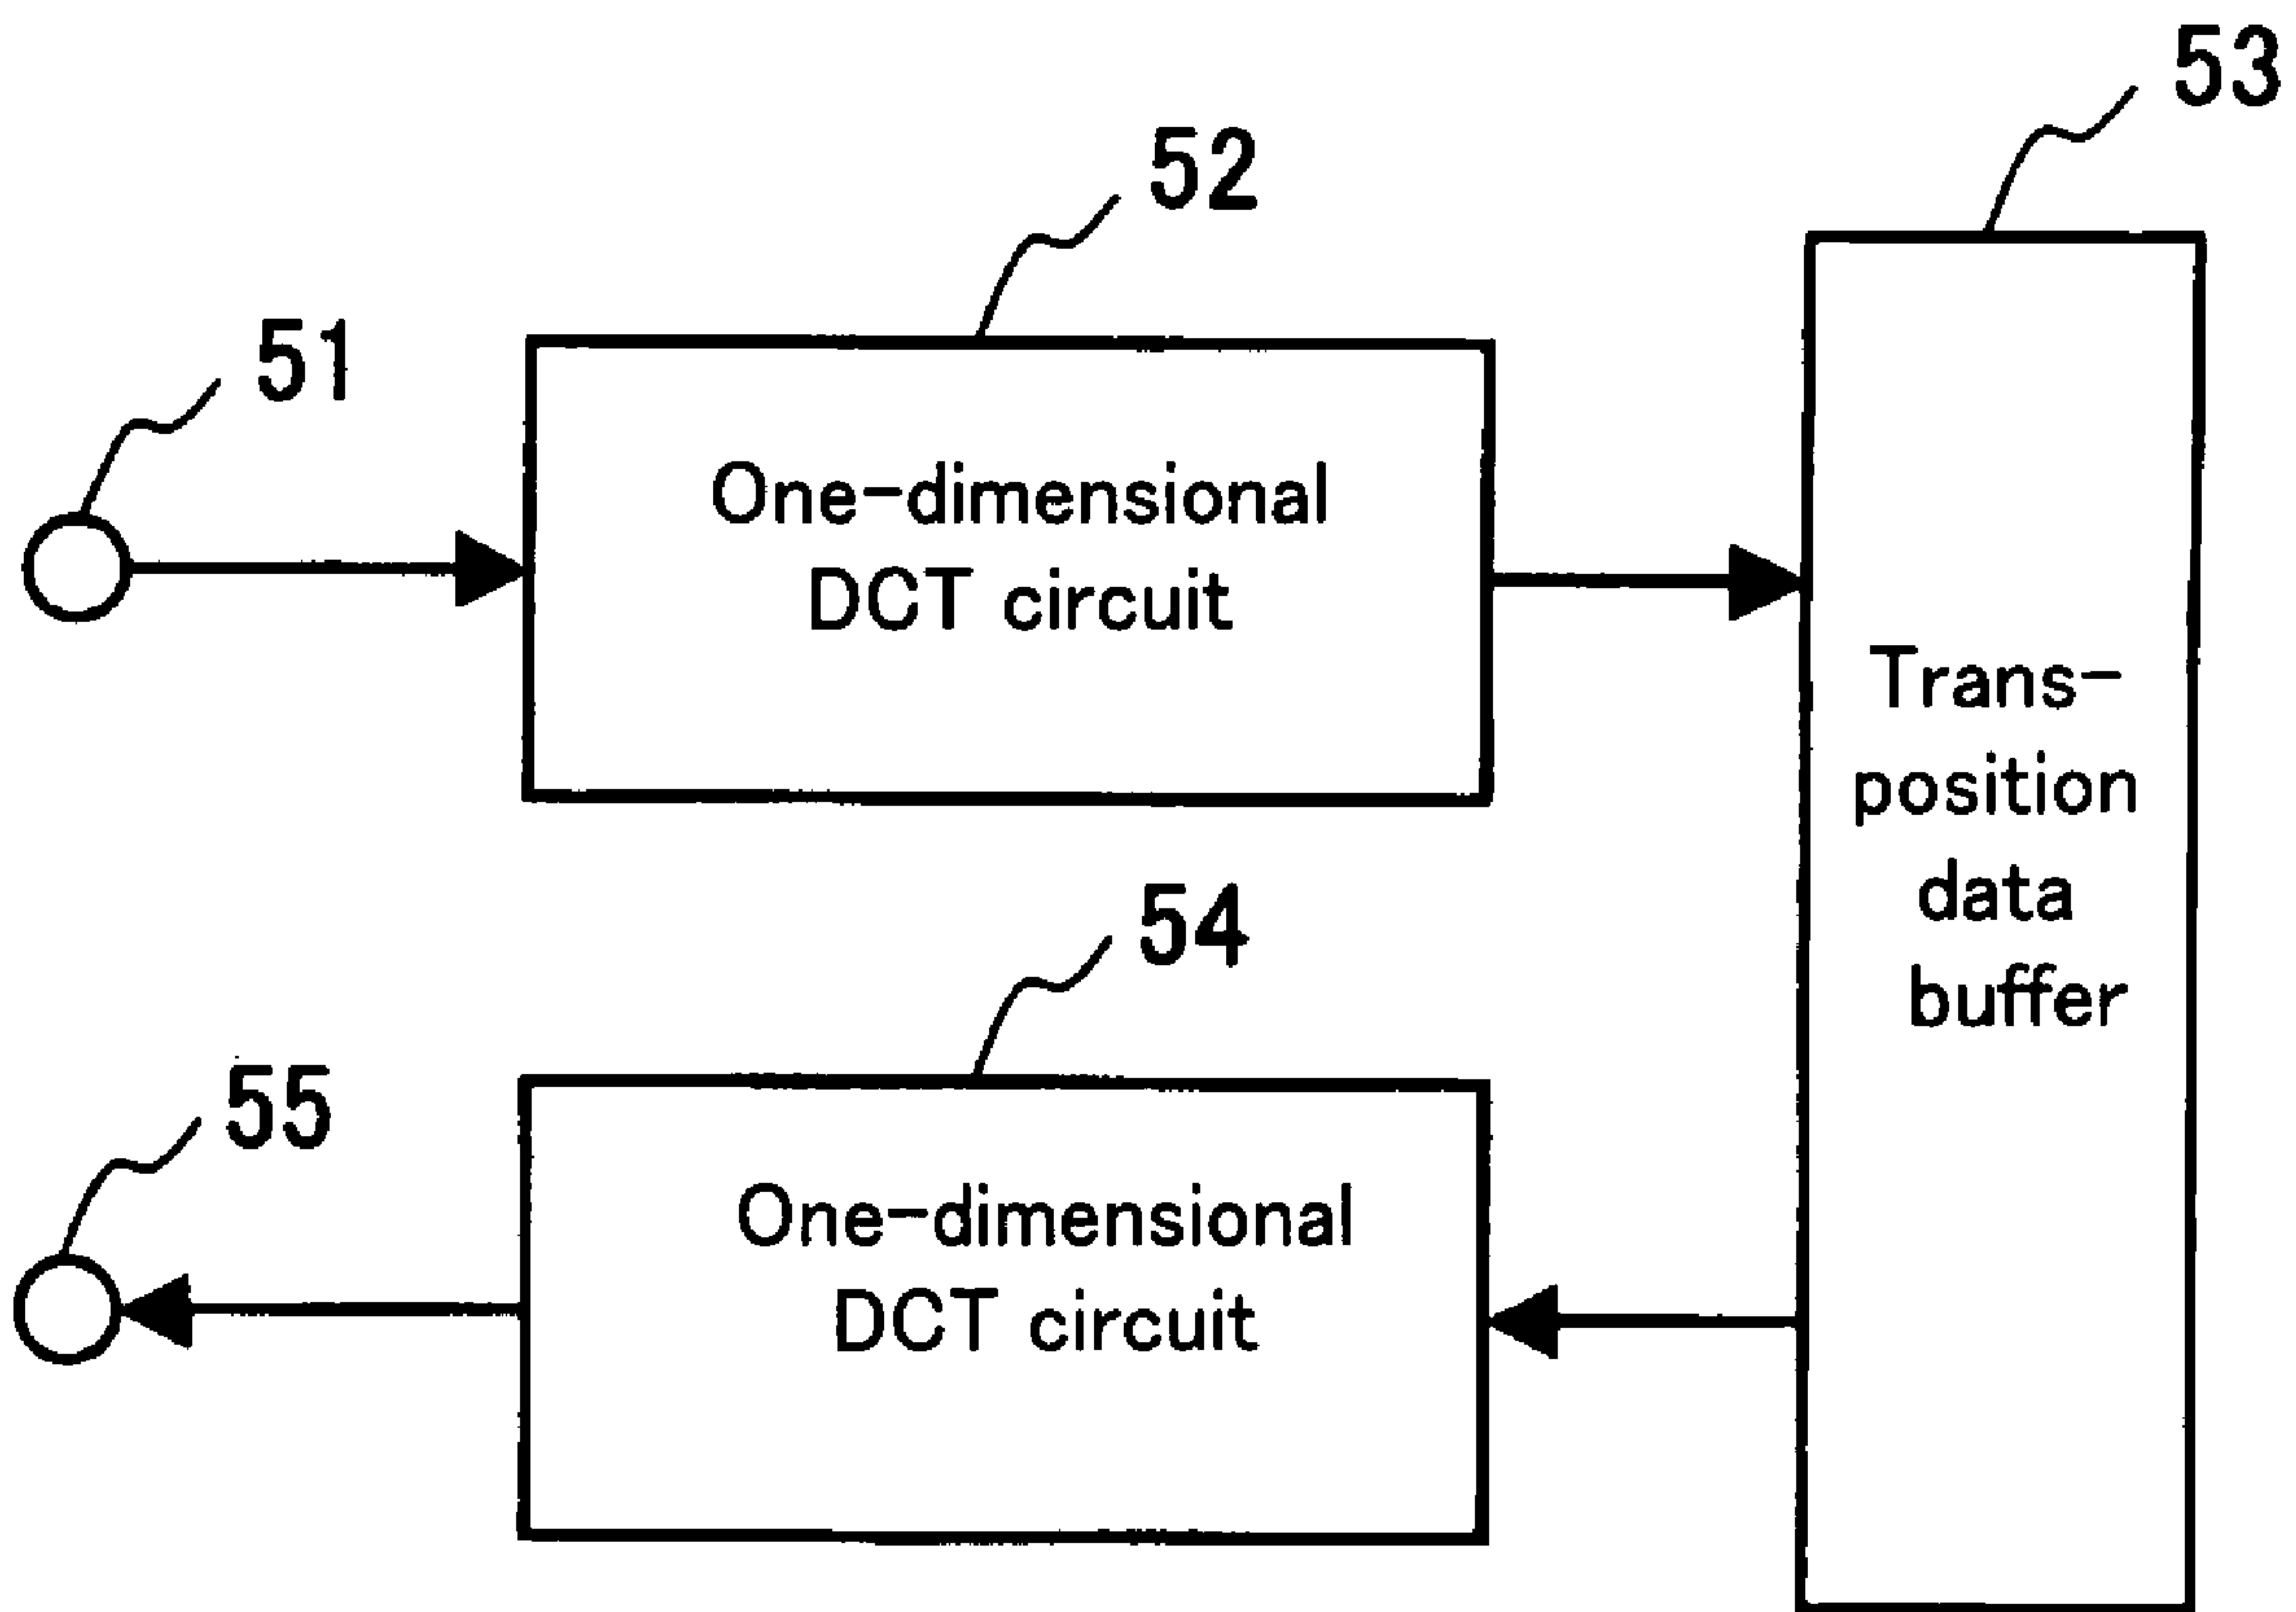 53
52
51
One-dimensional
DCT circuit
Trans-
position
data
buffer
54
55
One-dimensional
DCT circuit